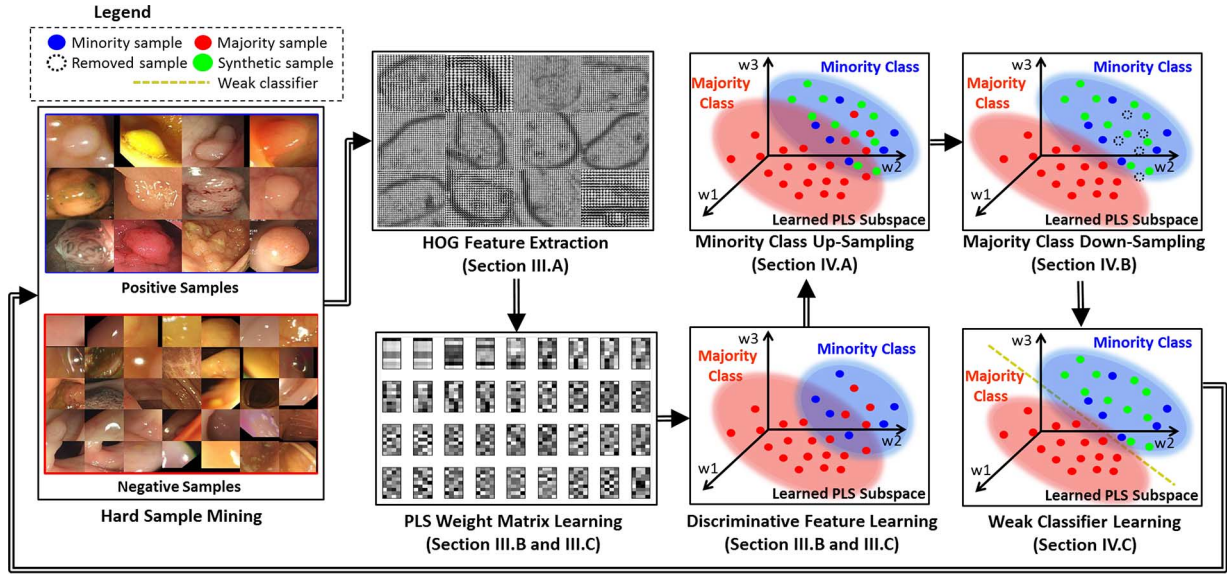 Legend
Minority sample
Majority sample
Removed sample
Synthetic sample
Weak classifier
Positive Samples
Negative Samples
Hard Sample Mining
HOG Feature Extraction
(Section III.A)
PLS Weight Matrix Learning
(Section III.B and III.C)
w3
Majority
Class
Minority Class
w2
w1
Learned PLS Subspace
Discriminative Feature Learning
(Section III.B and III.C)
w3
Majority
Class
Minority Class
w2
w1
Learned PLS Subspace
Minority Class Up-Sampling
(Section IV.A)
w3
Majority
Class
Minority Class
w2
w1
Learned PLS Subspace
Majority Class Down-Sampling
(Section IV.B)
w3
Majority
Class
Minority Class
w2
w1
Learned PLS Subspace
Weak Classifier Learning
(Section IV.C)